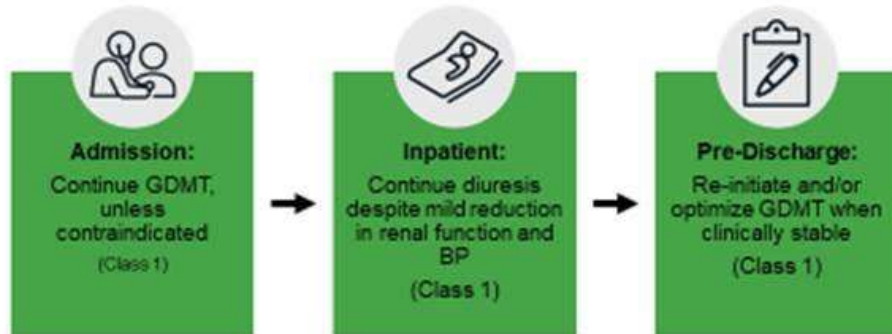 Admission:
Continue GDMT,
unless
contraindicated
(Class 1)
Inpatient:
Continue diuresis
despite mild reduction
in renal function and
BP
(Class 1)
Pre-Discharge:
Re-initiate and/or
optimize GDMT when
clinically stable
(Class 1)